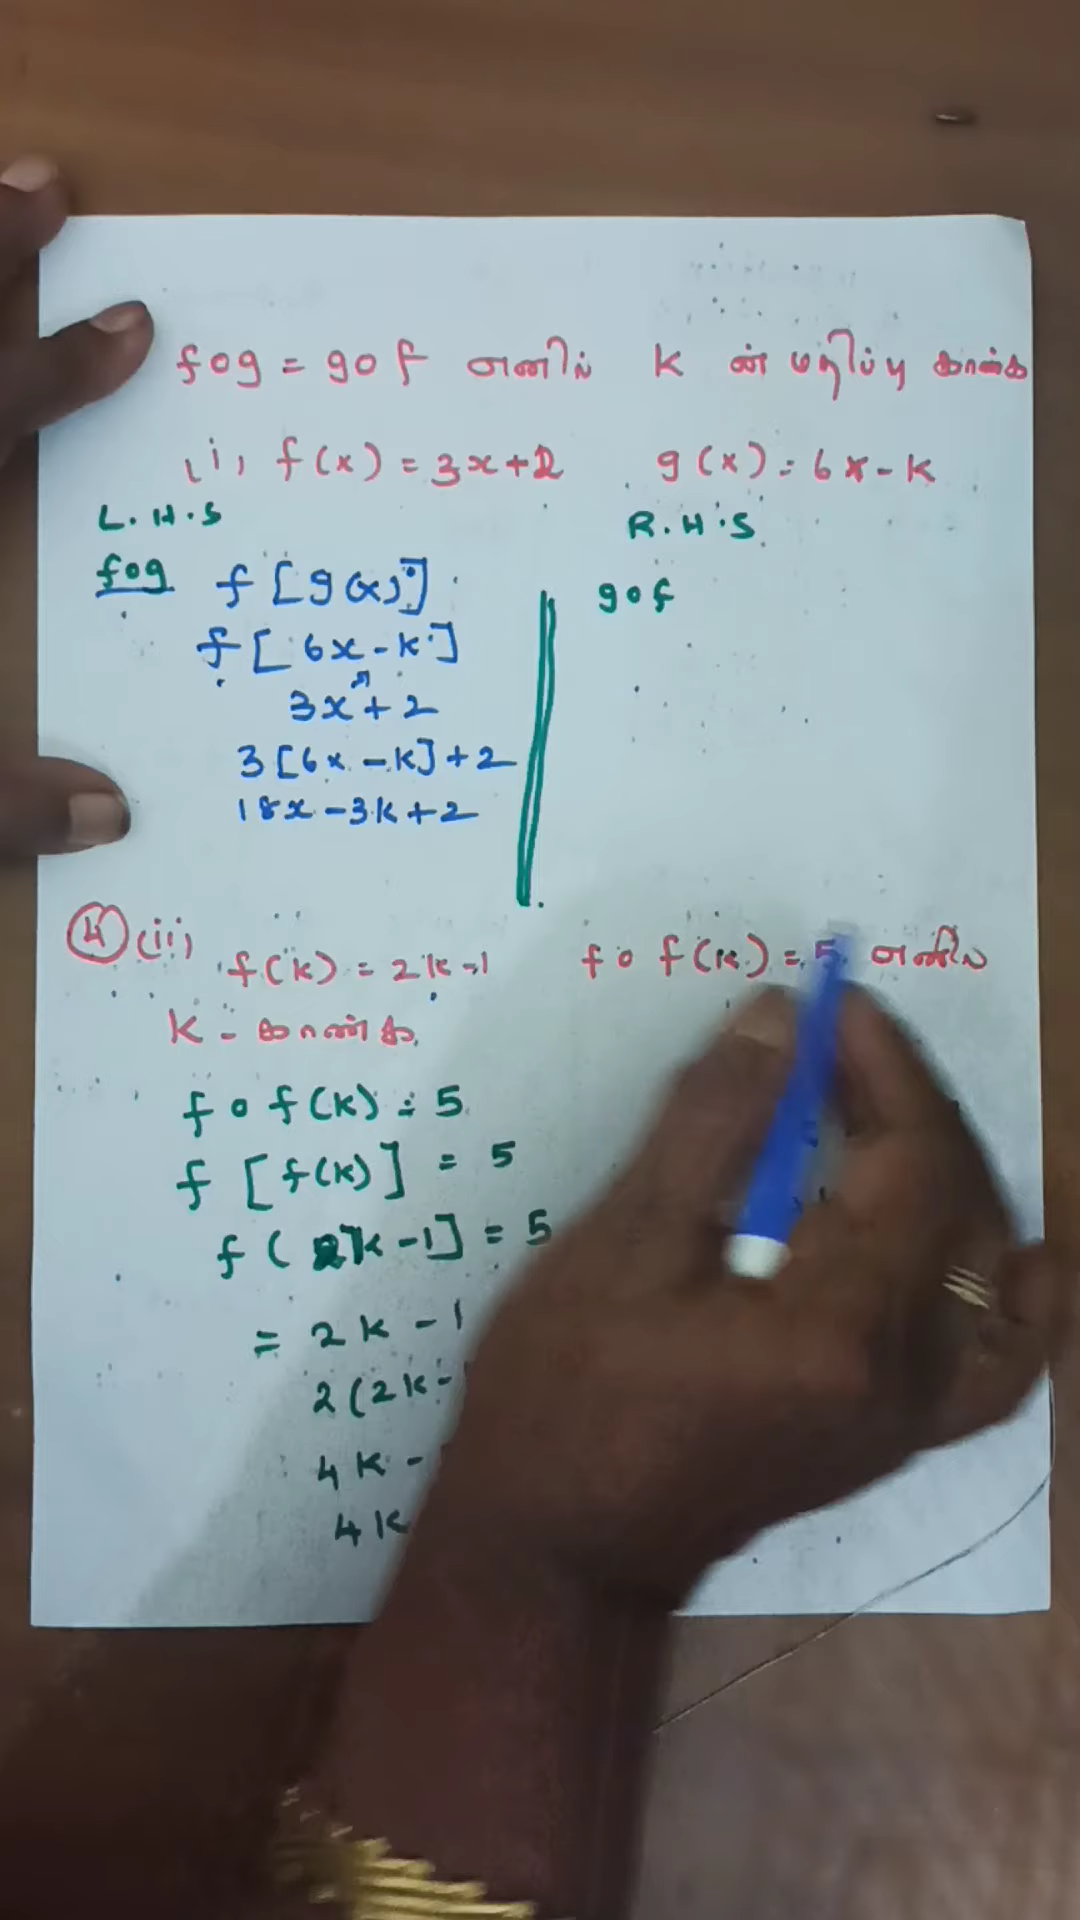 fog = gof எனில் K ன் மதிப்பு காண்க
(i) f(x) = 3x+2 g(x) = 6x-k
L.H.S R.H.S
fog f[g(x)] gof
f[6x-k]
3x+2
3[6x-k]+2
18x-3k+2
4 (ii) f(k) = 2k-1 fof(k) = 5 எனில்
K - காண்க.
fof(k) = 5
f[f(k)] = 5
f(2k-1] = 5
= 2k-1
2(2k-
4k-
4k